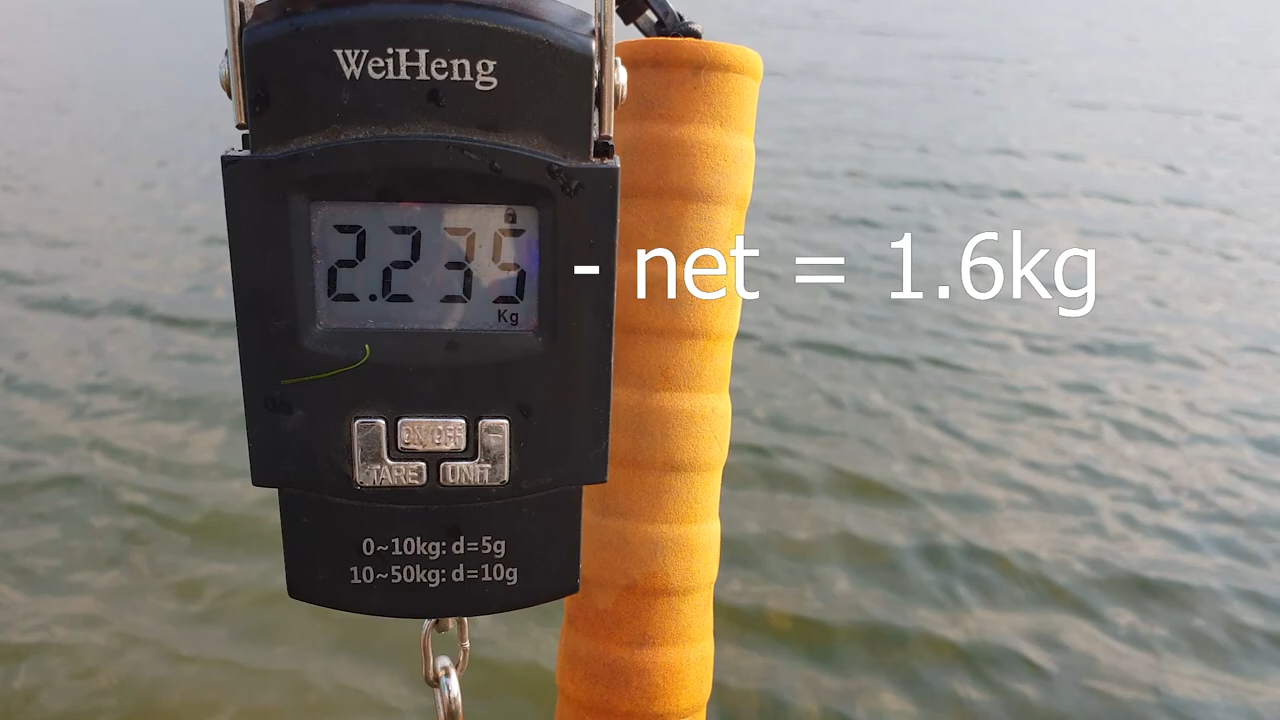 WeiHeng
2.235 - net = 1.6kg
Kg
ON/OFF
TARE UNIT
0~10kg: d=5g
10~50kg: d=10g